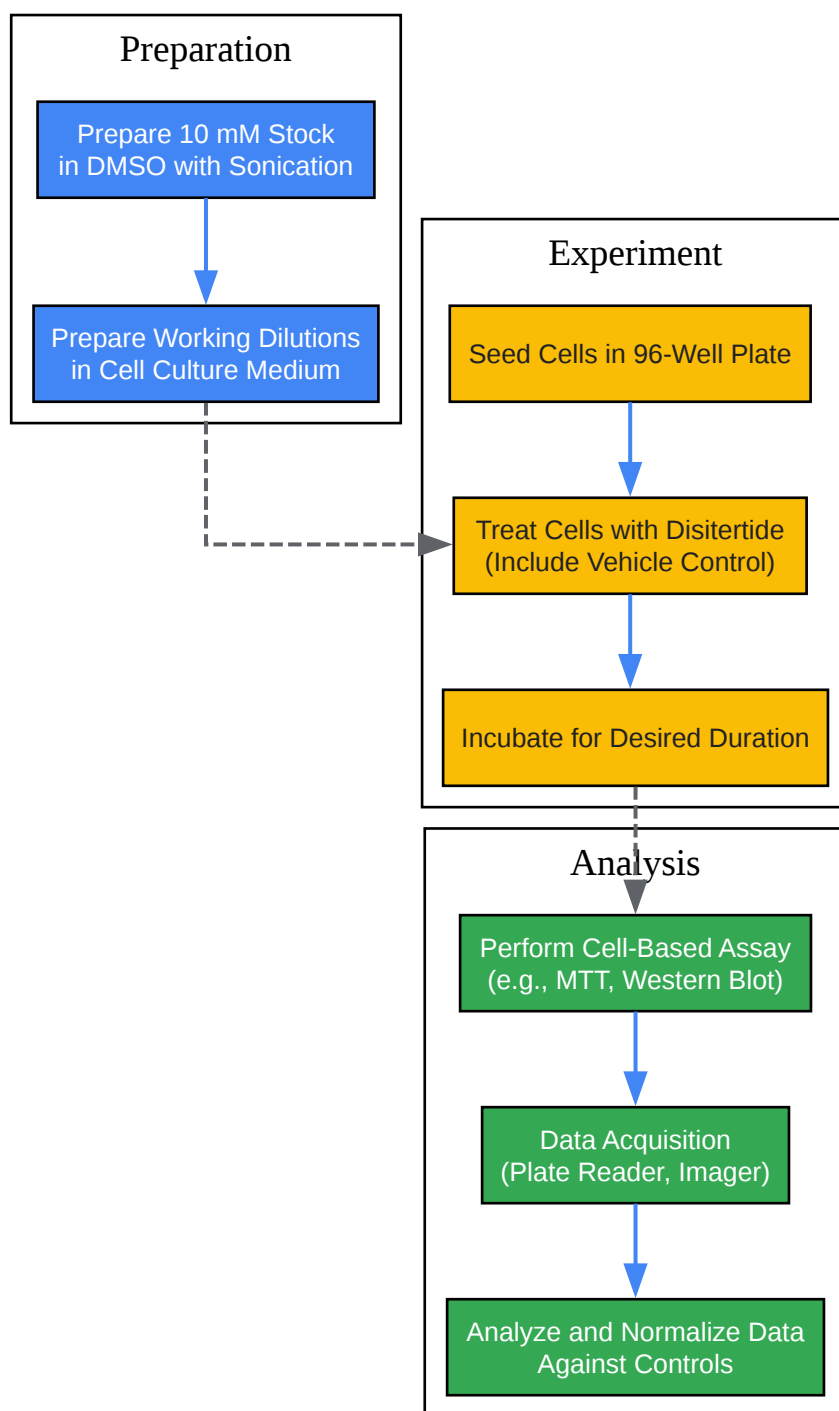 Preparation
Prepare 10 mM Stock
in DMSO with Sonication
Prepare Working Dilutions
in Cell Culture Medium
Experiment
Seed Cells in 96-Well Plate
Treat Cells with Disitertide
(Include Vehicle Control)
Incubate for Desired Duration
Analysis
Perform Cell-Based Assay
(e.g., MTT, Western Blot)
Data Acquisition
(Plate Reader, Imager)
Analyze and Normalize Data
Against Controls